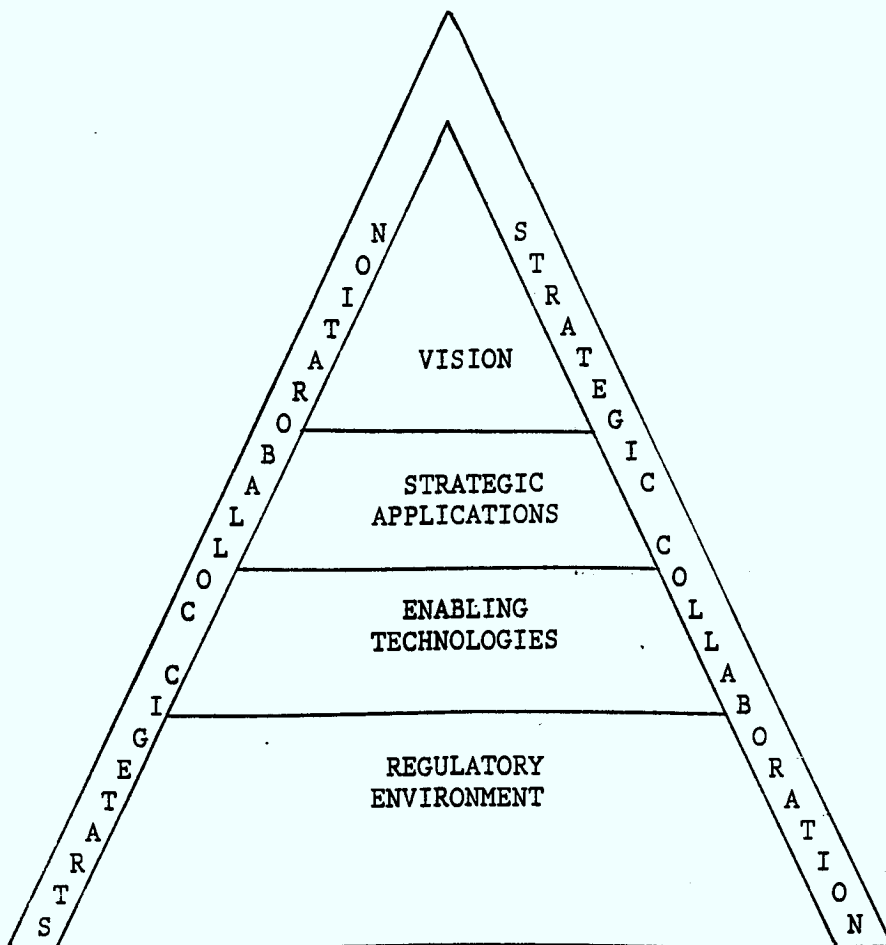 STRATEGIC COLLABORATION
STRATEGIC COLLABORATION
VISION
STRATEGIC
APPLICATIONS
ENABLING
TECHNOLOGIES
REGULATORY
ENVIRONMENT